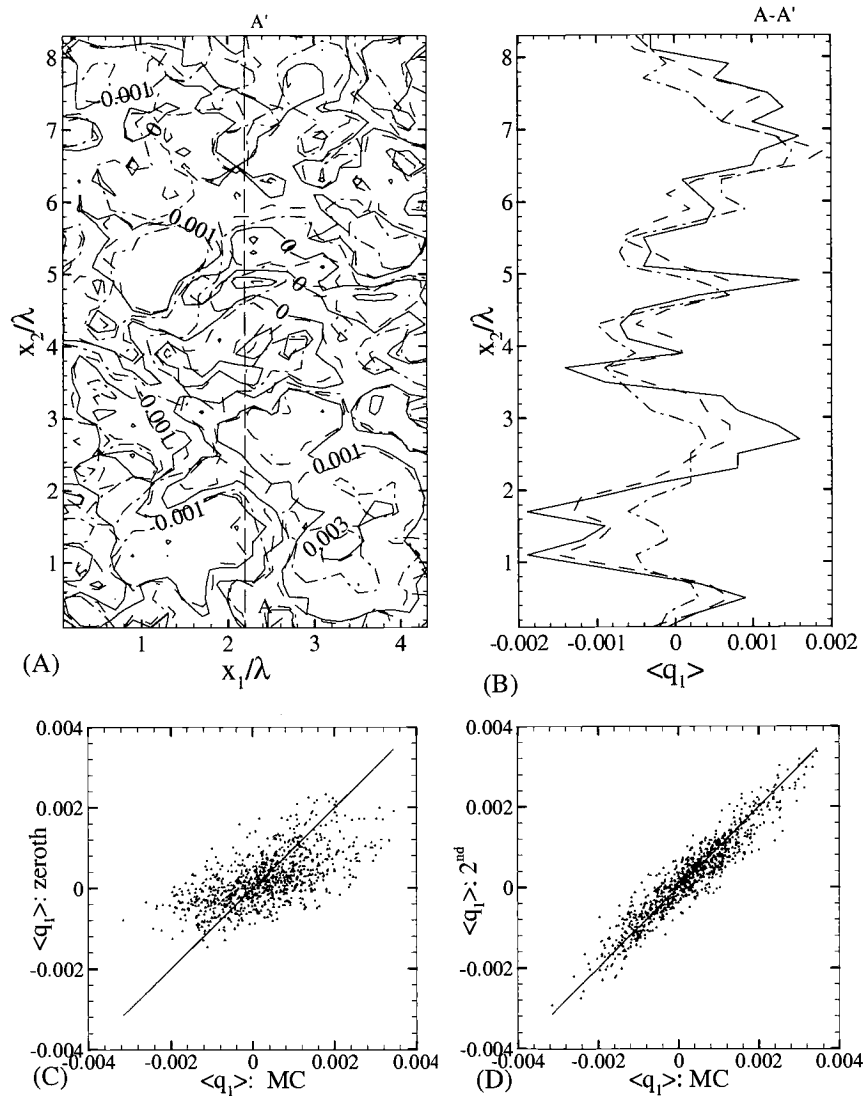 A'
A-A'
8
7
6
5
4
3
2
1
x₂/λ
-0.001
0
0.001
0
0
0
0.001
0.001
-0.001
0.003
A
1 2 3 4
x₁/λ
(A)
8
7
6
5
4
3
2
1
x₂/λ
-0.002 -0.001 0 0.001 0.002
<q₁>
(B)
0.004
0.002
0
-0.002
-0.004
<q₁>: zeroth
-0.004 -0.002 0 0.002 0.004
<q₁>: MC
(C)
0.004
0.002
0
-0.002
-0.004
<q₁>: 2ⁿᵈ
-0.004 -0.002 0 0.002 0.004
<q₁>: MC
(D)